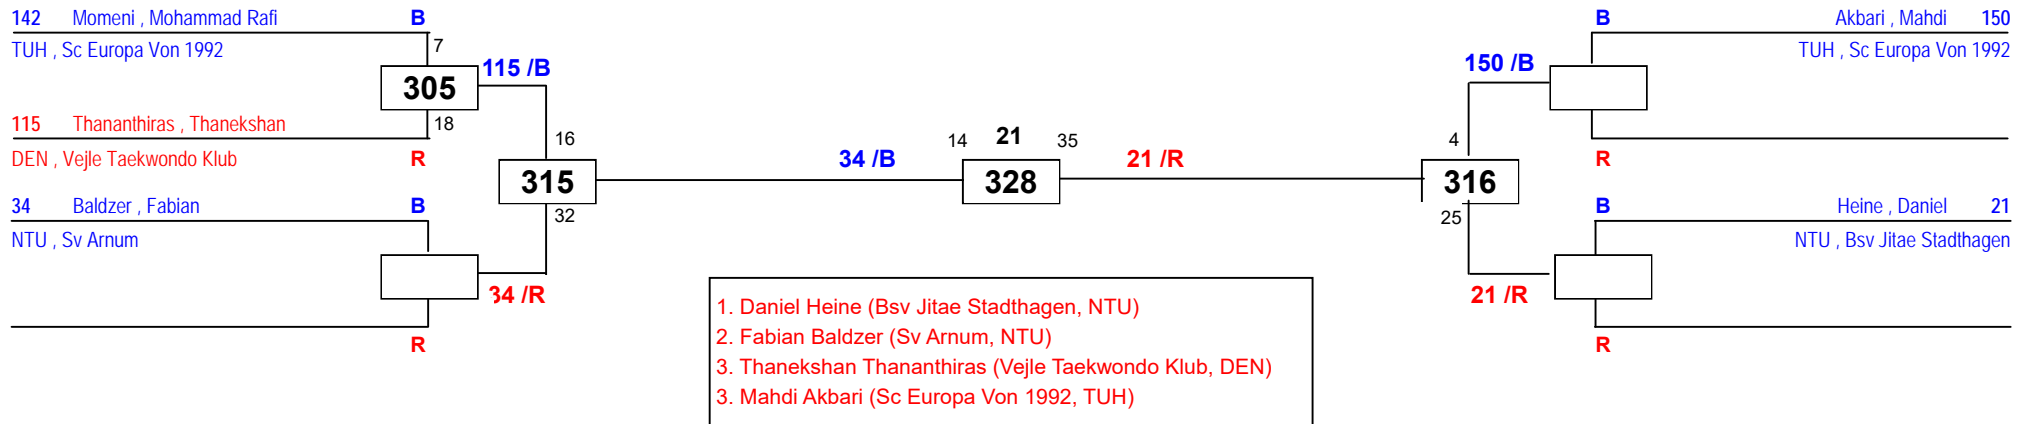 142 Momeni , Mohammad Rafi B
TUH , Sc Europa Von 1992
7
305
115 /B
18
115 Thananthiras , Thanekshan
DEN , Vejle Taekwondo Klub R
16
315
32
34 Baldzer , Fabian B
NTU , Sv Arnum
34 /R
R
34 /B
14 21 35
328
21 /R
B Akbari , Mahdi 150
TUH , Sc Europa Von 1992
150 /B
R
4
316
25
B Heine , Daniel 21
NTU , Bsv Jitae Stadthagen
21 /R
R
1. Daniel Heine (Bsv Jitae Stadthagen, NTU)
2. Fabian Baldzer (Sv Arnum, NTU)
3. Thanekshan Thananthiras (Vejle Taekwondo Klub, DEN)
3. Mahdi Akbari (Sc Europa Von 1992, TUH)